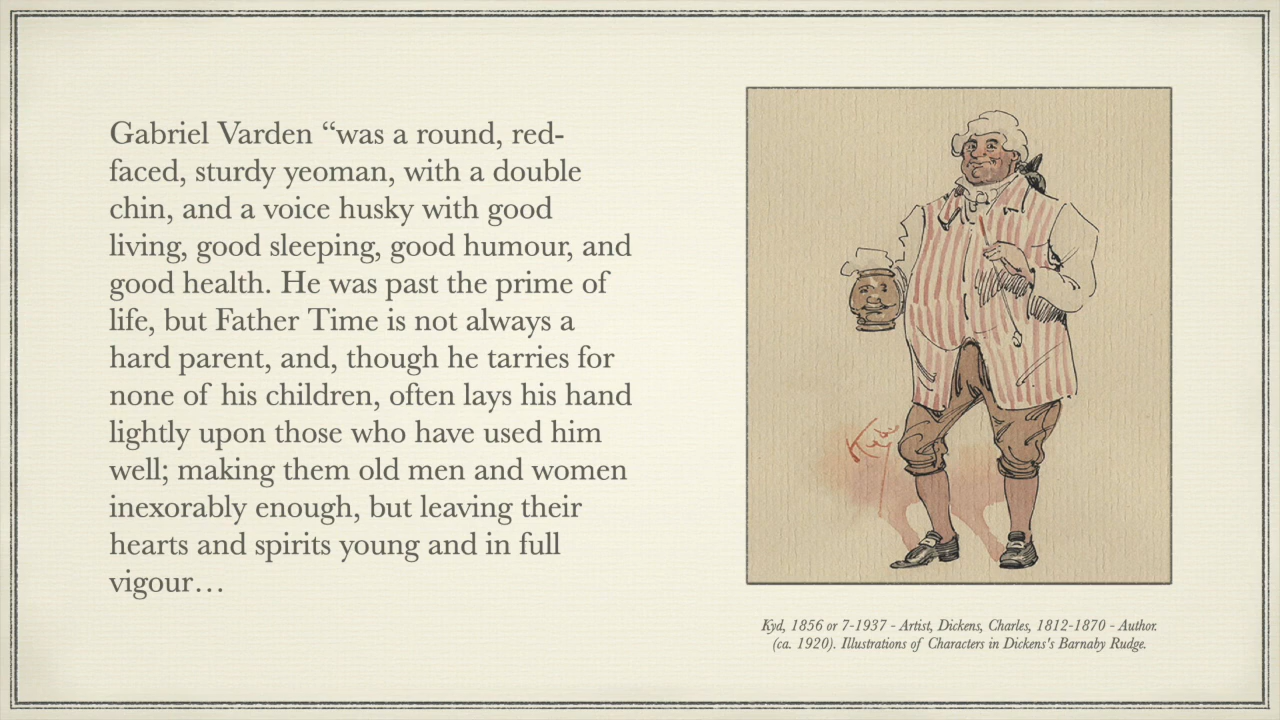 Gabriel Varden “was a round, red-
faced, sturdy yeoman, with a double
chin, and a voice husky with good
living, good sleeping, good humour, and
good health. He was past the prime of
life, but Father Time is not always a
hard parent, and, though he tarries for
none of his children, often lays his hand
lightly upon those who have used him
well; making them old men and women
inexorably enough, but leaving their
hearts and spirits young and in full
vigour…
Kyd
Kyd, 1856 or 7-1937 - Artist, Dickens, Charles, 1812-1870 - Author.
(ca. 1920). Illustrations of Characters in Dickens's Barnaby Rudge.